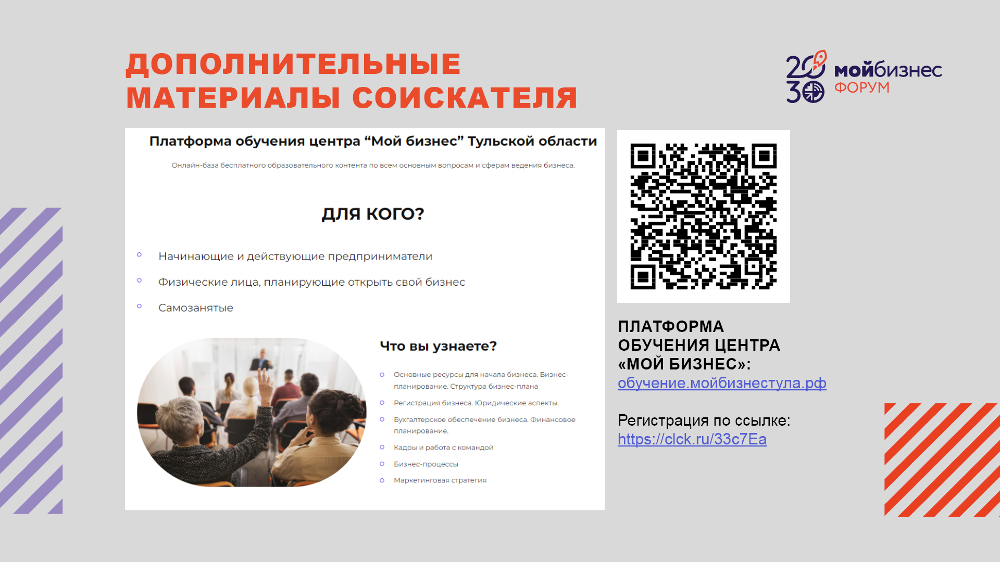 ДОПОЛНИТЕЛЬНЫЕ
МАТЕРИАЛЫ СОИСКАТЕЛЯ
2030
мойбизнес
ФОРУМ
Платформа обучения центра “Мой бизнес” Тульской области
Онлайн-база бесплатного образовательного контента по всем основным вопросам и сферам ведения бизнеса.
ДЛЯ КОГО?
Начинающие и действующие предприниматели
Физические лица, планирующие открыть свой бизнес
Самозанятые
Что вы узнаете?
Основные ресурсы для начала бизнеса. Бизнес-
планирование. Структура бизнес-плана
Регистрация бизнеса. Юридические аспекты.
Бухгалтерское обеспечение бизнеса. Финансовое
планирование.
Кадры и работа с командой
Бизнес-процессы
Маркетинговая стратегия
ПЛАТФОРМА
ОБУЧЕНИЯ ЦЕНТРА
«МОЙ БИЗНЕС»:
обучение.мойбизнестула.рф
Регистрация по ссылке:
https://clck.ru/33c7Ea